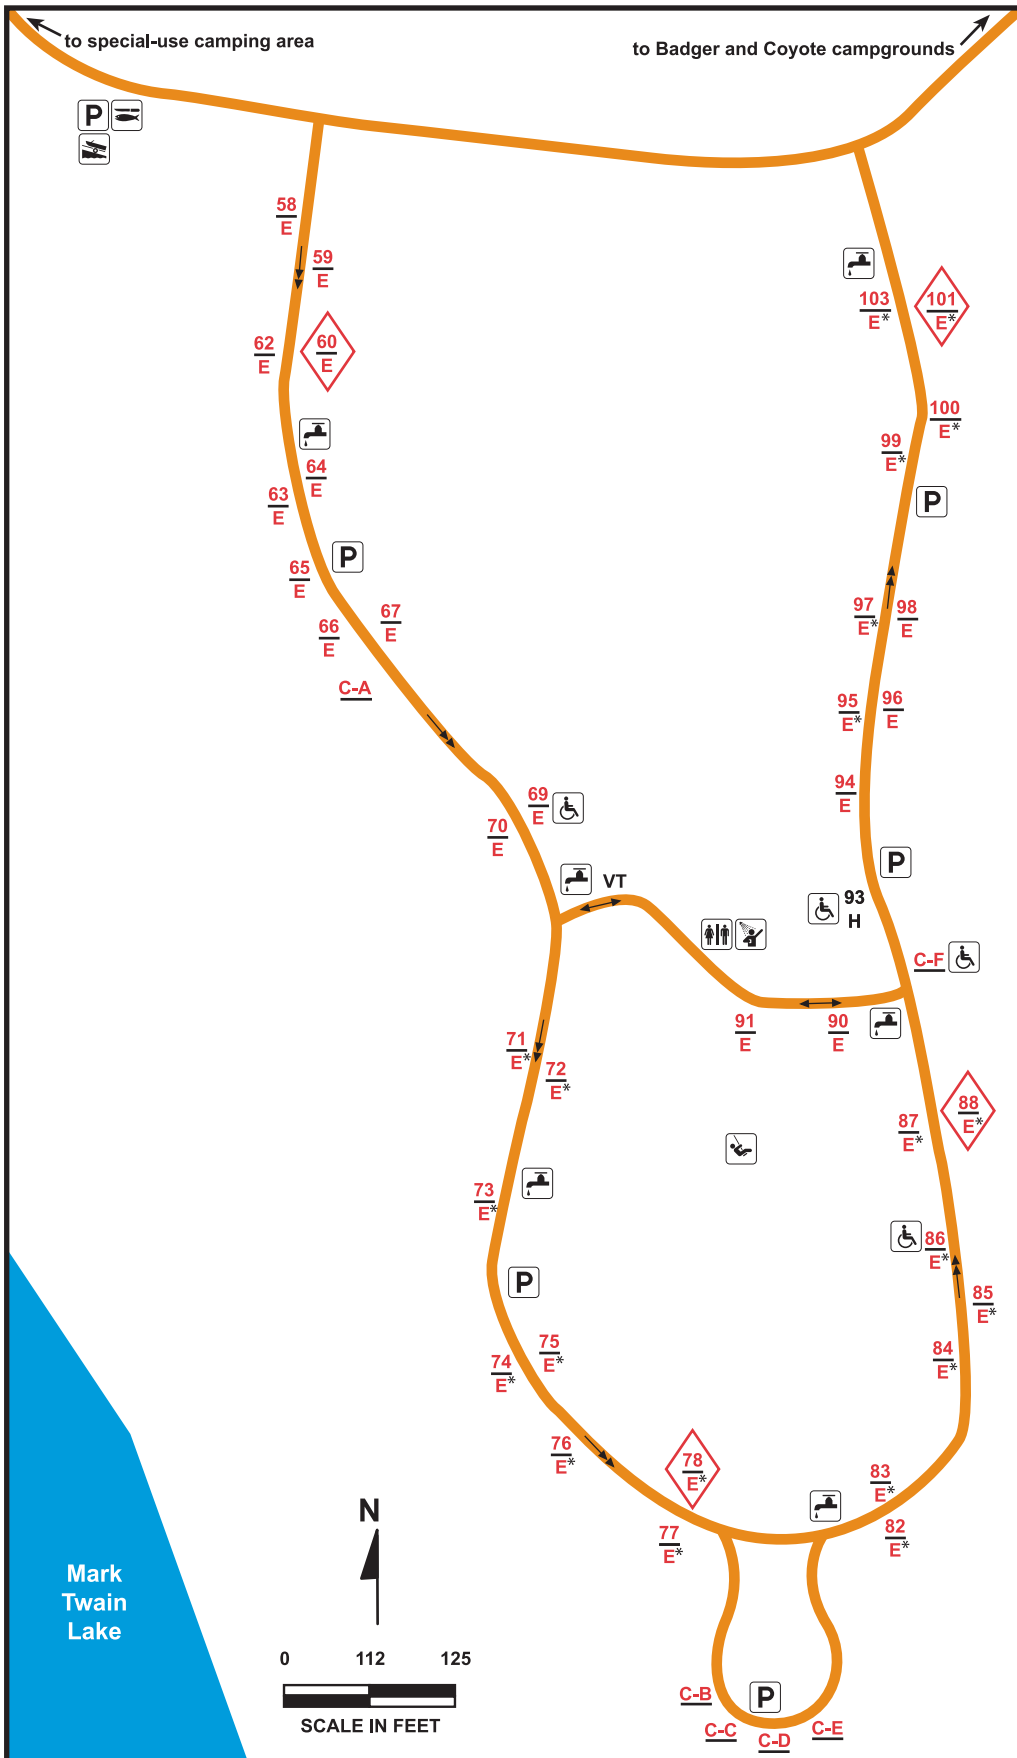 to special-use camping area
to Badger and Coyote campgrounds
P
58
E
59
E
103
E*
101
E*
62
E
60
E
100
E*
99
E*
64
E
63
E
P
P
65
E
67
E
66
E
97
E*
98
E
C-A
95
E*
96
E
94
E
69
E
70
E
P
VT
93
H
C-F
91
E
90
E
71
E*
72
E*
88
E*
87
E*
73
E*
86
E*
P
85
E*
75
E*
74
E*
84
E*
76
E*
78
E*
83
E*
77
E*
82
E*
N
Mark
Twain
Lake
0 112 125
SCALE IN FEET
C-B
P
C-C
C-D
C-E